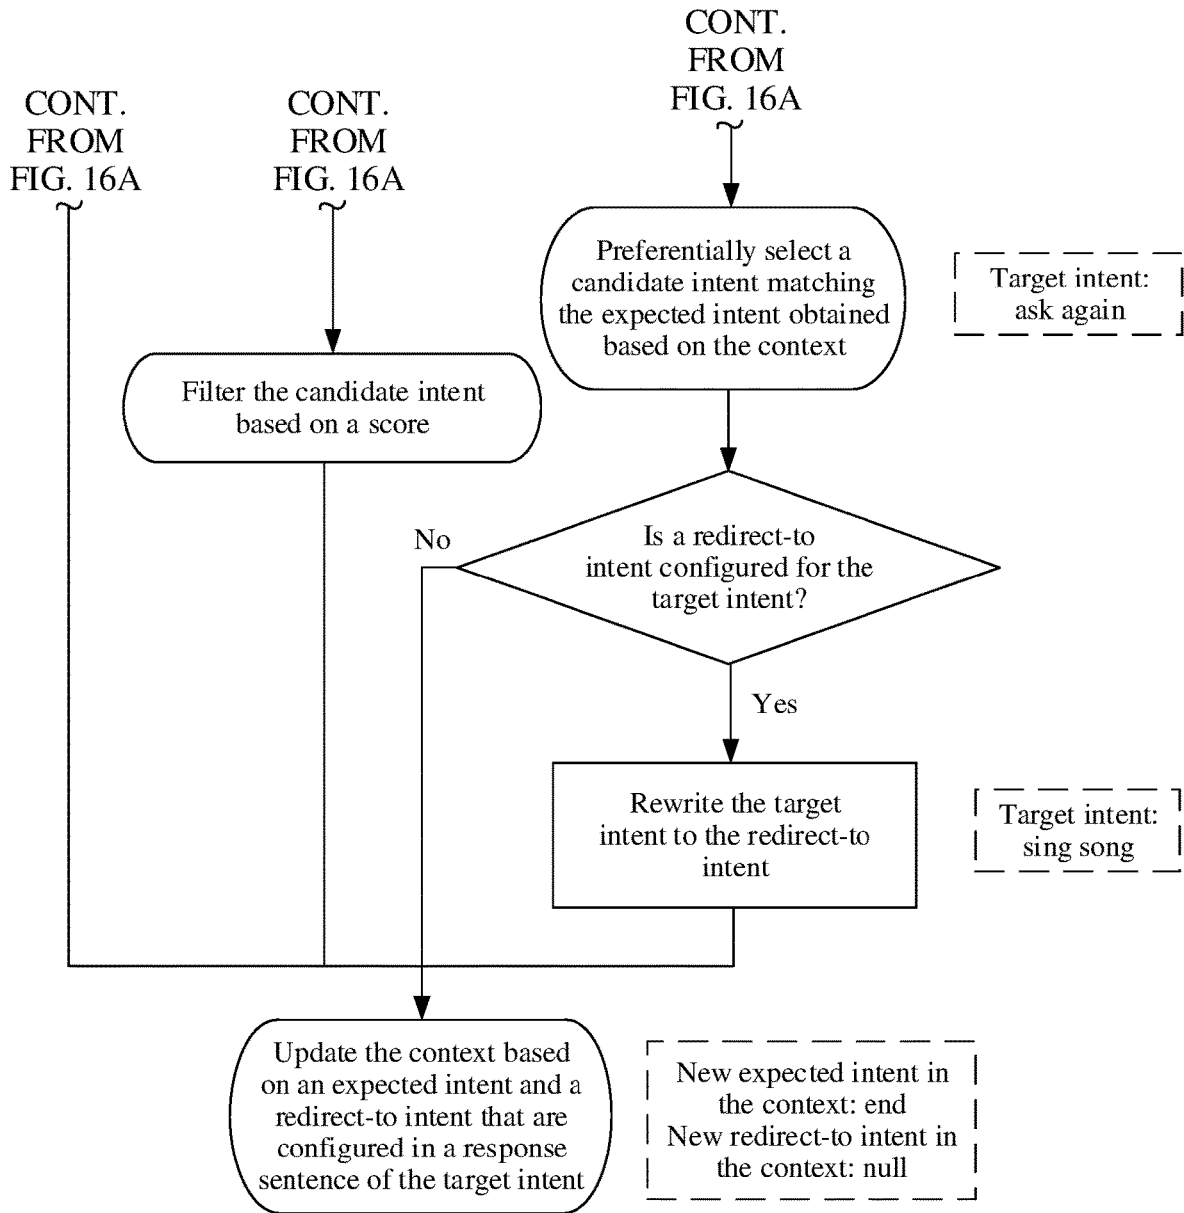 CONT.
FROM
FIG. 16A
CONT.
FROM
FIG. 16A
CONT.
FROM
FIG. 16A
Preferentially select a
candidate intent matching
the expected intent obtained
based on the context
Target intent:
ask again
Filter the candidate intent
based on a score
No
Is a redirect-to
intent configured for the
target intent?
Yes
Rewrite the target
intent to the redirect-to
intent
Target intent:
sing song
Update the context based
on an expected intent and a
redirect-to intent that are
configured in a response
sentence of the target intent
New expected intent in
the context: end
New redirect-to intent in
the context: null